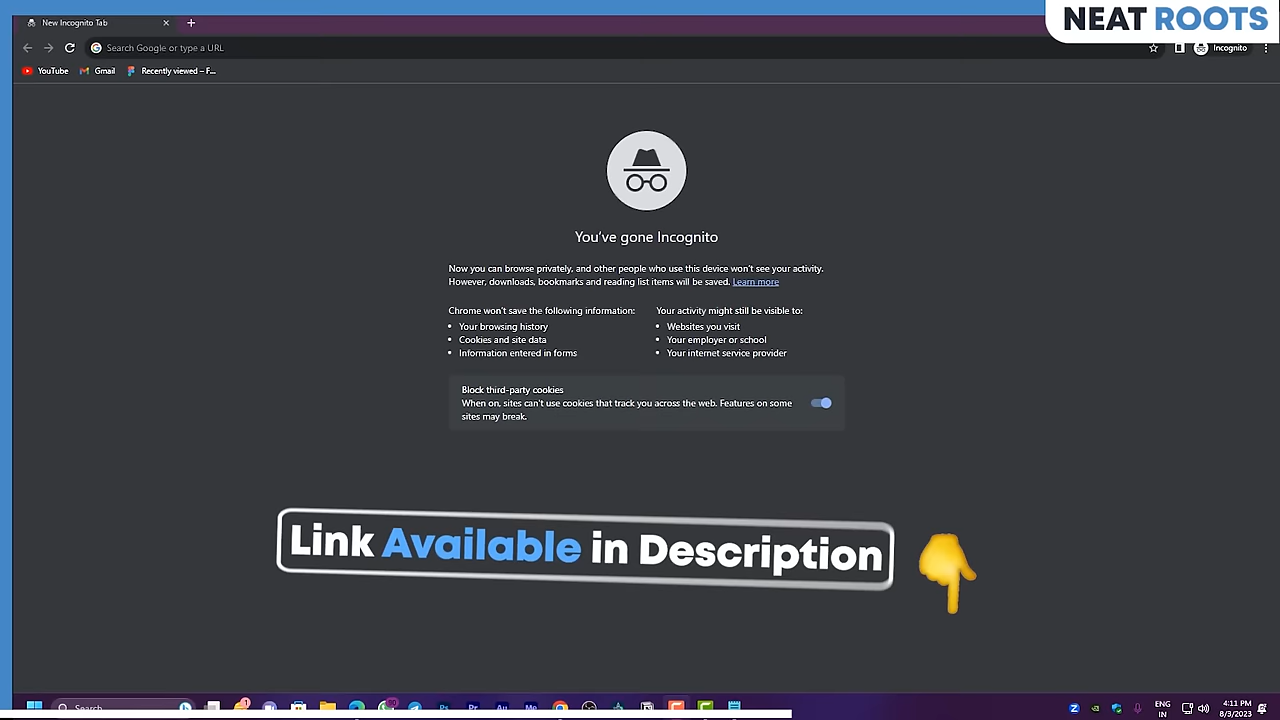 New Incognito Tab
NEAT ROOTS
Search Google or type a URL
Incognito
YouTube
Gmail
Recently viewed – F...
You've gone Incognito
Now you can browse privately, and other people who use this device won't see your activity.
However, downloads, bookmarks and reading list items will be saved. Learn more
Chrome won't save the following information:
Your browsing history
Cookies and site data
Information entered in forms
Your activity might still be visible to:
Websites you visit
Your employer or school
Your internet service provider
Block third-party cookies
When on, sites can't use cookies that track you across the web. Features on some
sites may break.
Link Available in Description
Search
Ps
Pr
Au
Me
ENG
IN
4:11 PM
8/3/2023